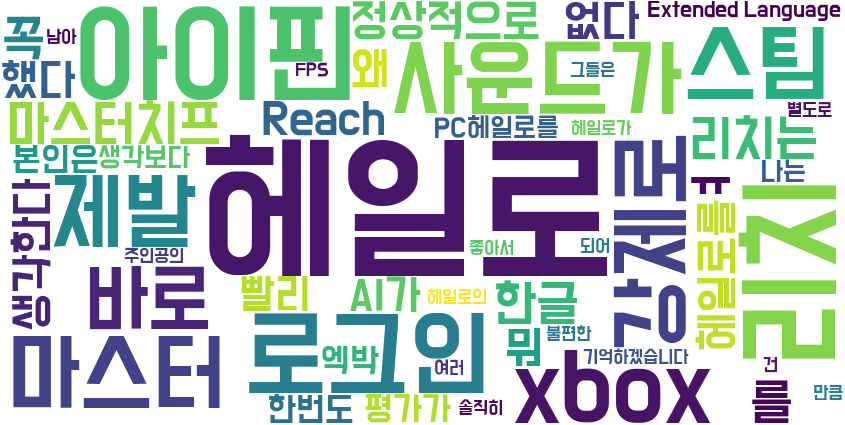 꼭
남아
아이핀
정상적으로
없다
Extended Language
했다
FPS
왜
사운드가
그들은
스팀
마스터치프
Reach
PC헤일로를
헤일로가
별도로
리치는
본인은
생각보다
헤일로
강제로
나는
뷰
제발
생각한다
헤일로를
리치
주인공인
좋아서
되어
바로
빨리
AI가
헤일로의
한글
마스터
로그인
엑박
여러
뭔
불편한
기억하겠습니다
건
xbox
를
만큼
한번도
평가가
솔직히